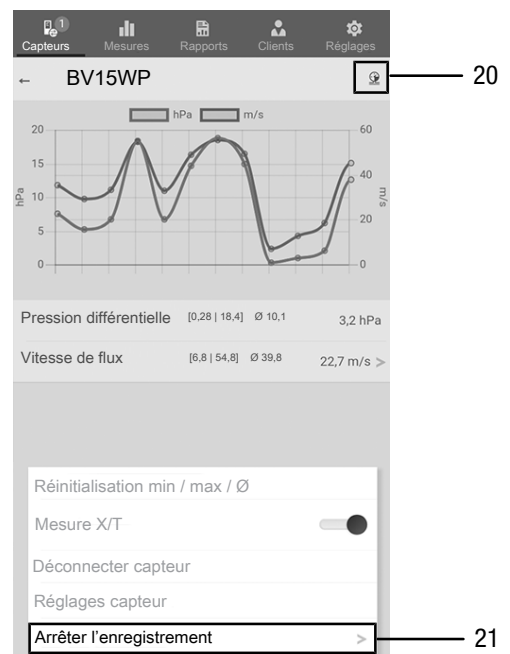 1
Capteurs Mesures Rapports Clients Réglages
← BV15WP 20
hPa m/s
20 60
15
40
10
hPa m/s
20
5
0 0
Pression différentielle [0,28 | 18,4] Ø 10,1 3,2 hPa
Vitesse de flux [6,8 | 54,8] Ø 39,8 22,7 m/s >
Réinitialisation min / max / Ø
Mesure X/T
Déconnecter capteur
Réglages capteur
Arrêter l'enregistrement > 21